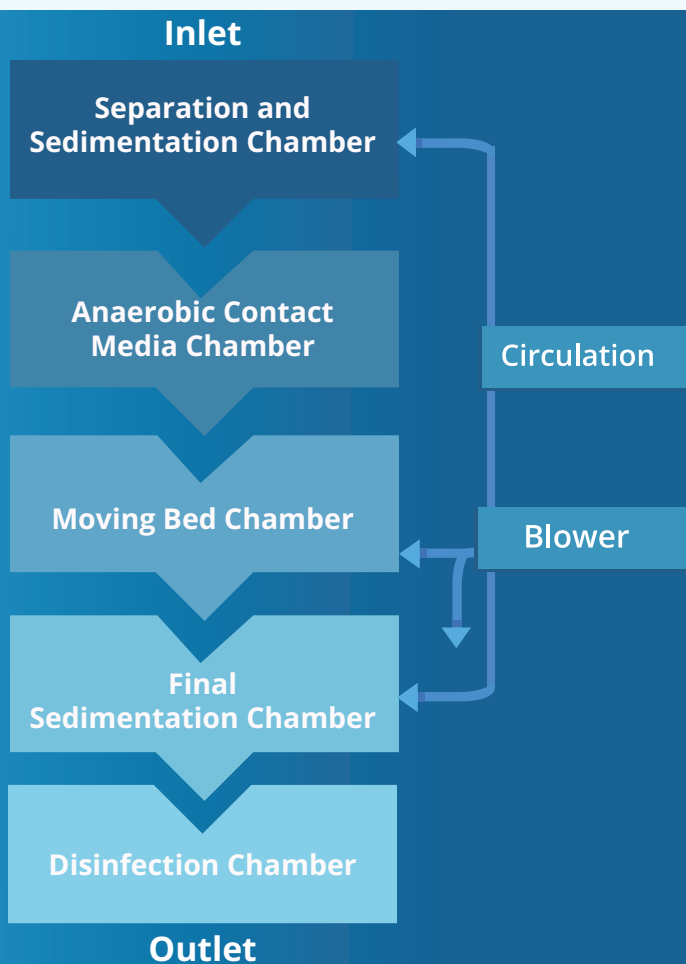 Inlet
Separation and
Sedimentation Chamber
Anaerobic Contact
Media Chamber
Circulation
Moving Bed Chamber
Blower
Final
Sedimentation Chamber
Disinfection Chamber
Outlet